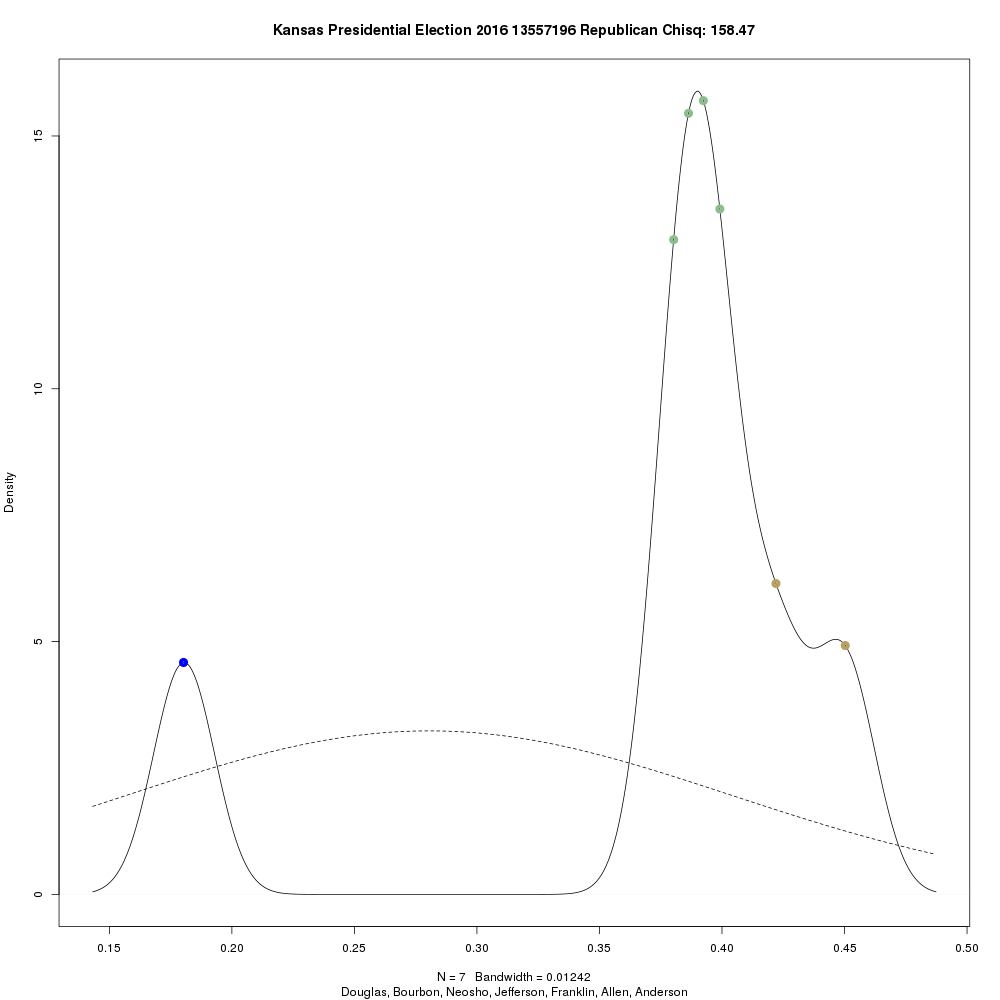 Kansas Presidential Election 2016 13557196 Republican Chisq: 158.47
15
10
5
0
Density
0.15 0.20 0.25 0.30 0.35 0.40 0.45 0.50
N = 7 Bandwidth = 0.01242
Douglas, Bourbon, Neosho, Jefferson, Franklin, Allen, Anderson